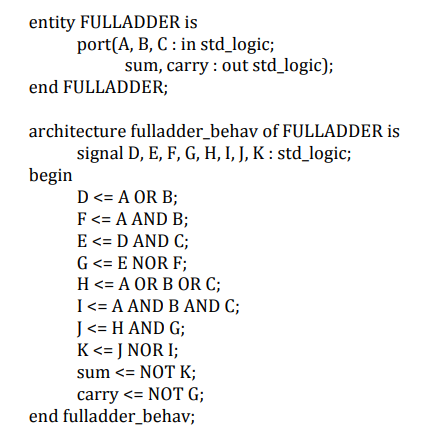 entity FULLADDER is
port(A, B, C : in std_logic;
sum, carry : out std_logic);
end FULLADDER;
architecture fulladder_behav of FULLADDER is
signal D, E, F, G, H, I, J, K : std_logic;
begin
D <= A OR B;
F <= A AND B;
E <= D AND C;
G <= E NOR F;
H <= A OR B OR C;
I <= A AND B AND C;
J <= H AND G;
K <= J NOR I;
sum <= NOT K;
carry <= NOT G;
end fulladder_behav;